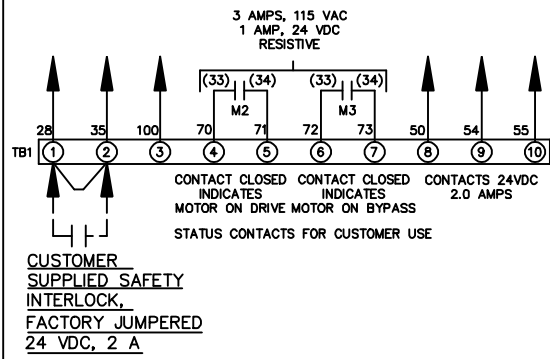 3 AMPS, 115 VAC
1 AMP, 24 VDC
RESISTIVE
(33) (34) (33) (34)
M2 M3
28 35 100 70 71 72 73 50 54 55
TB1 1 2 3 4 5 6 7 8 9 10
CONTACT CLOSED CONTACT CLOSED CONTACTS 24VDC
INDICATES INDICATES 2.0 AMPS
MOTOR ON DRIVE MOTOR ON BYPASS
STATUS CONTACTS FOR CUSTOMER USE
CUSTOMER
SUPPLIED SAFETY
INTERLOCK,
FACTORY JUMPERED
24 VDC, 2 A